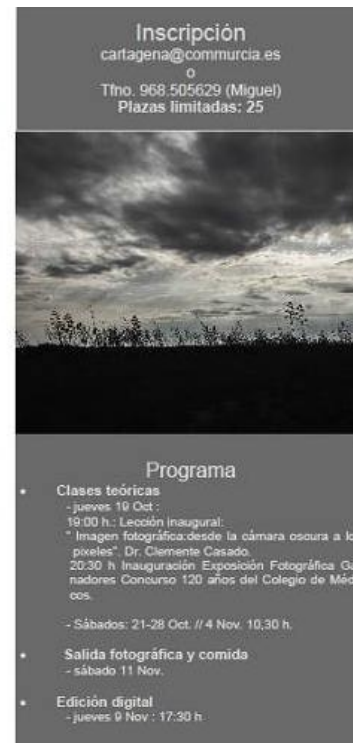 Inscripción
cartagena@commurcia.es
o
Tfno. 968.505629 (Miguel)
Plazas limitadas: 25
Programa
• Clases teóricas
- jueves 19 Oct :
19:00 h.: Lección inaugural:
" Imagen fotográfica:desde la cámara oscura a lo
pixeles". Dr. Clemente Casado.
20:30 h Inauguración Exposición Fotográfica Ga
nadores Concurso 120 años del Colegio de Méd
cos.
- Sábados: 21-28 Oct. // 4 Nov. 10,30 h.
• Salida fotográfica y comida
- sábado 11 Nov.
• Edición digital
- jueves 9 Nov : 17:30 h